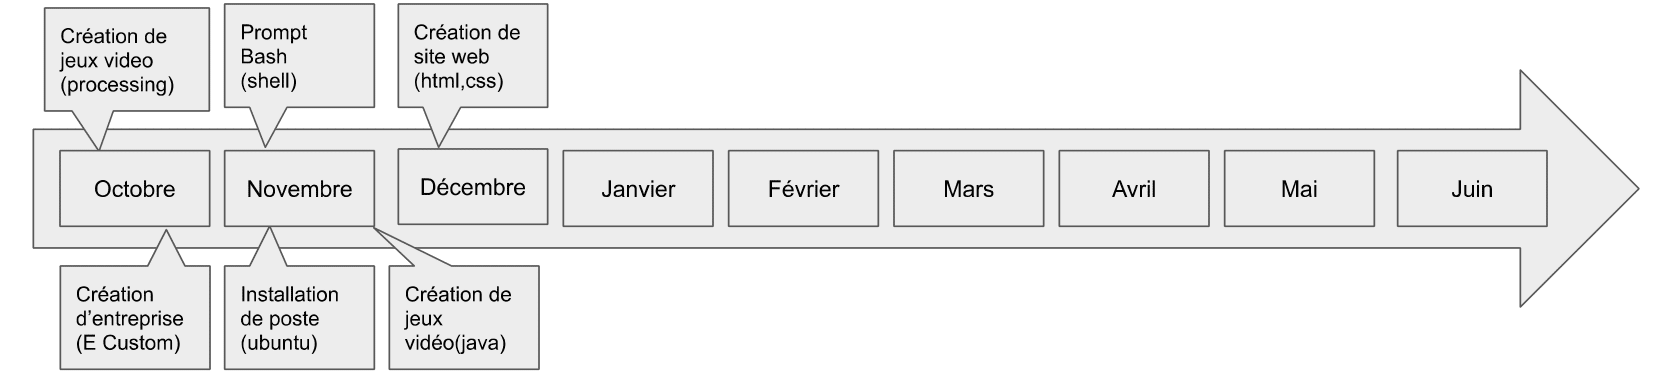 Création de
jeux video
(processing)
Prompt
Bash
(shell)
Création de
site web
(html,css)
Octobre
Novembre
Décembre
Janvier
Février
Mars
Avril
Mai
Juin
Création
d'entreprise
(E Custom)
Installation
de poste
(ubuntu)
Création de
jeux
vidéo(java)